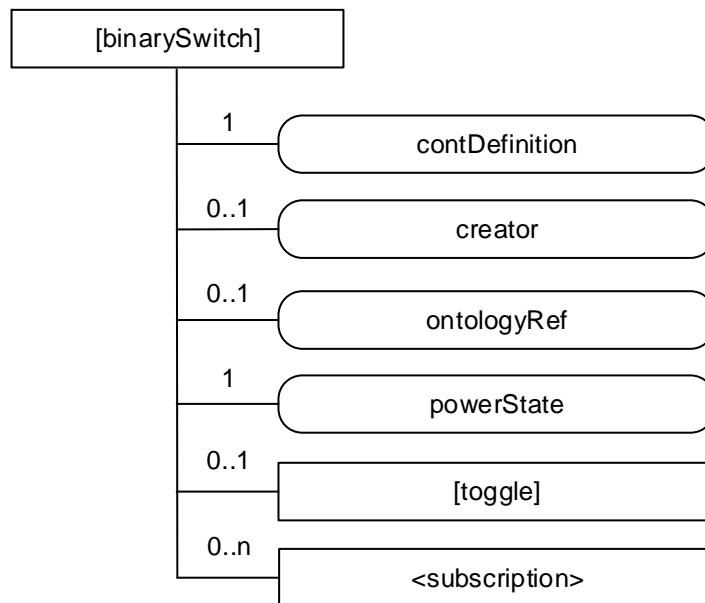 [binarySwitch]
1
contDefinition
0..1
creator
0..1
ontologyRef
1
powerState
0..1
[toggle]
0..n
<subscription>